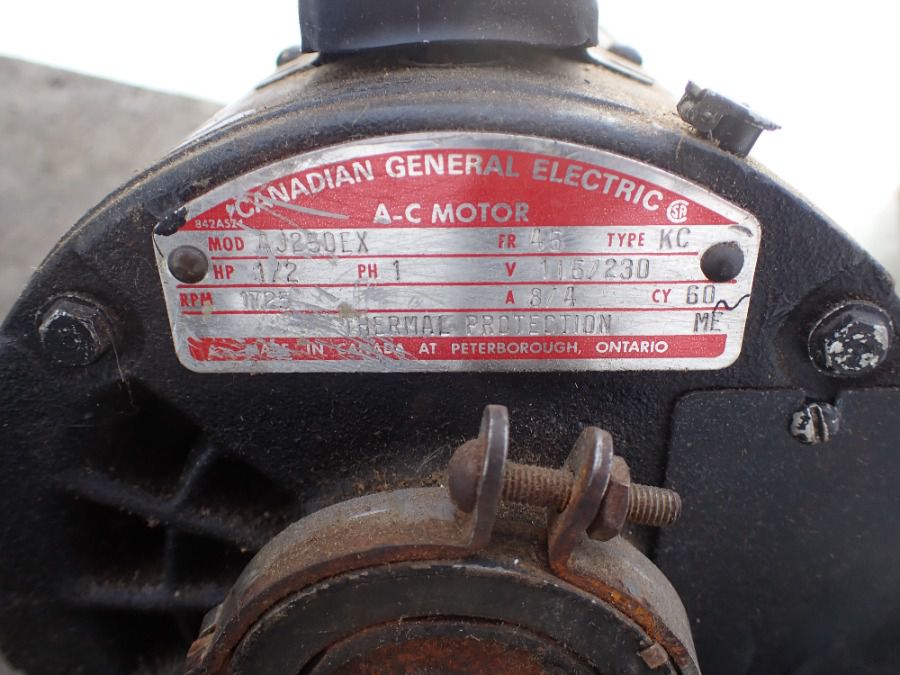 CANADIAN GENERAL ELECTRIC
A-C MOTOR
MOD AJ250EX FR 45 TYPE KC
HP 1/2 PH 1 V 115/230
RPM 1725 A 8/4 CY 60
THERMAL PROTECTION ME
MADE IN CANADA AT PETERBOROUGH, ONTARIO